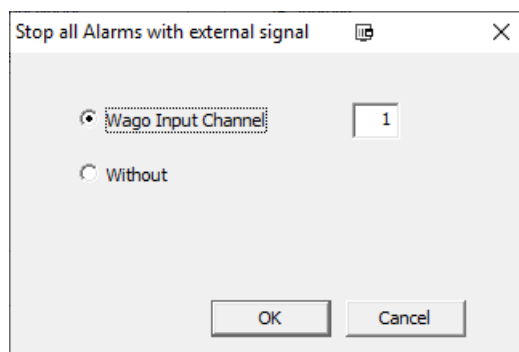 Stop all Alarms with external signal
Wago Input Channel 1
Without
OK Cancel